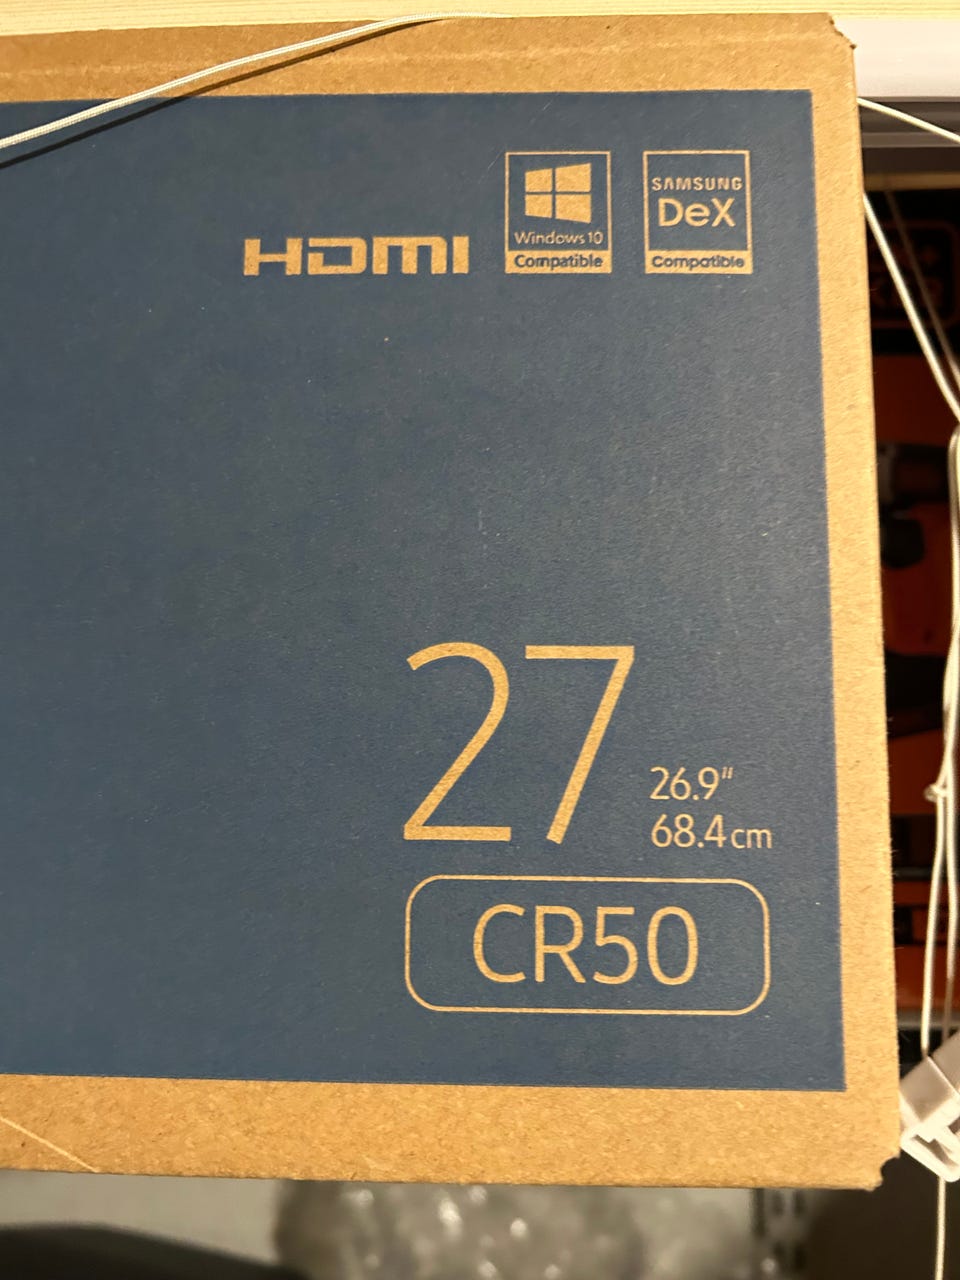 HDMI
Windows 10
Compatible
SAMSUNG
DeX
Compatible
27
26.9"
68.4cm
CR50